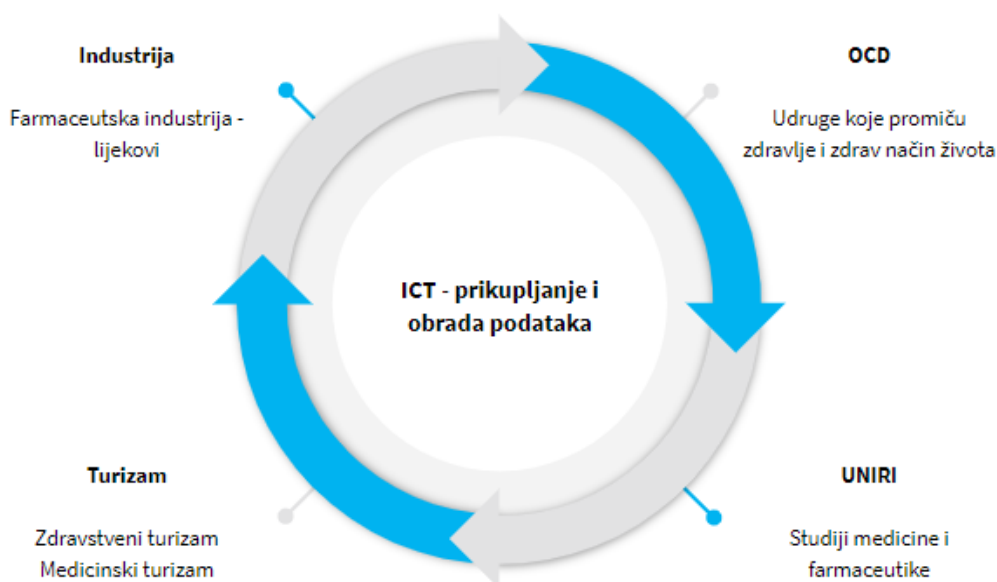 Industrija
Farmaceutska industrija -
lijekovi
OCD
Udruge koje promiču
zdravlje i zdrav način života
ICT - prikupljanje i
obrada podataka
Turizam
Zdravstveni turizam
Medicinski turizam
UNIRI
Studiji medicine i
farmaceutike